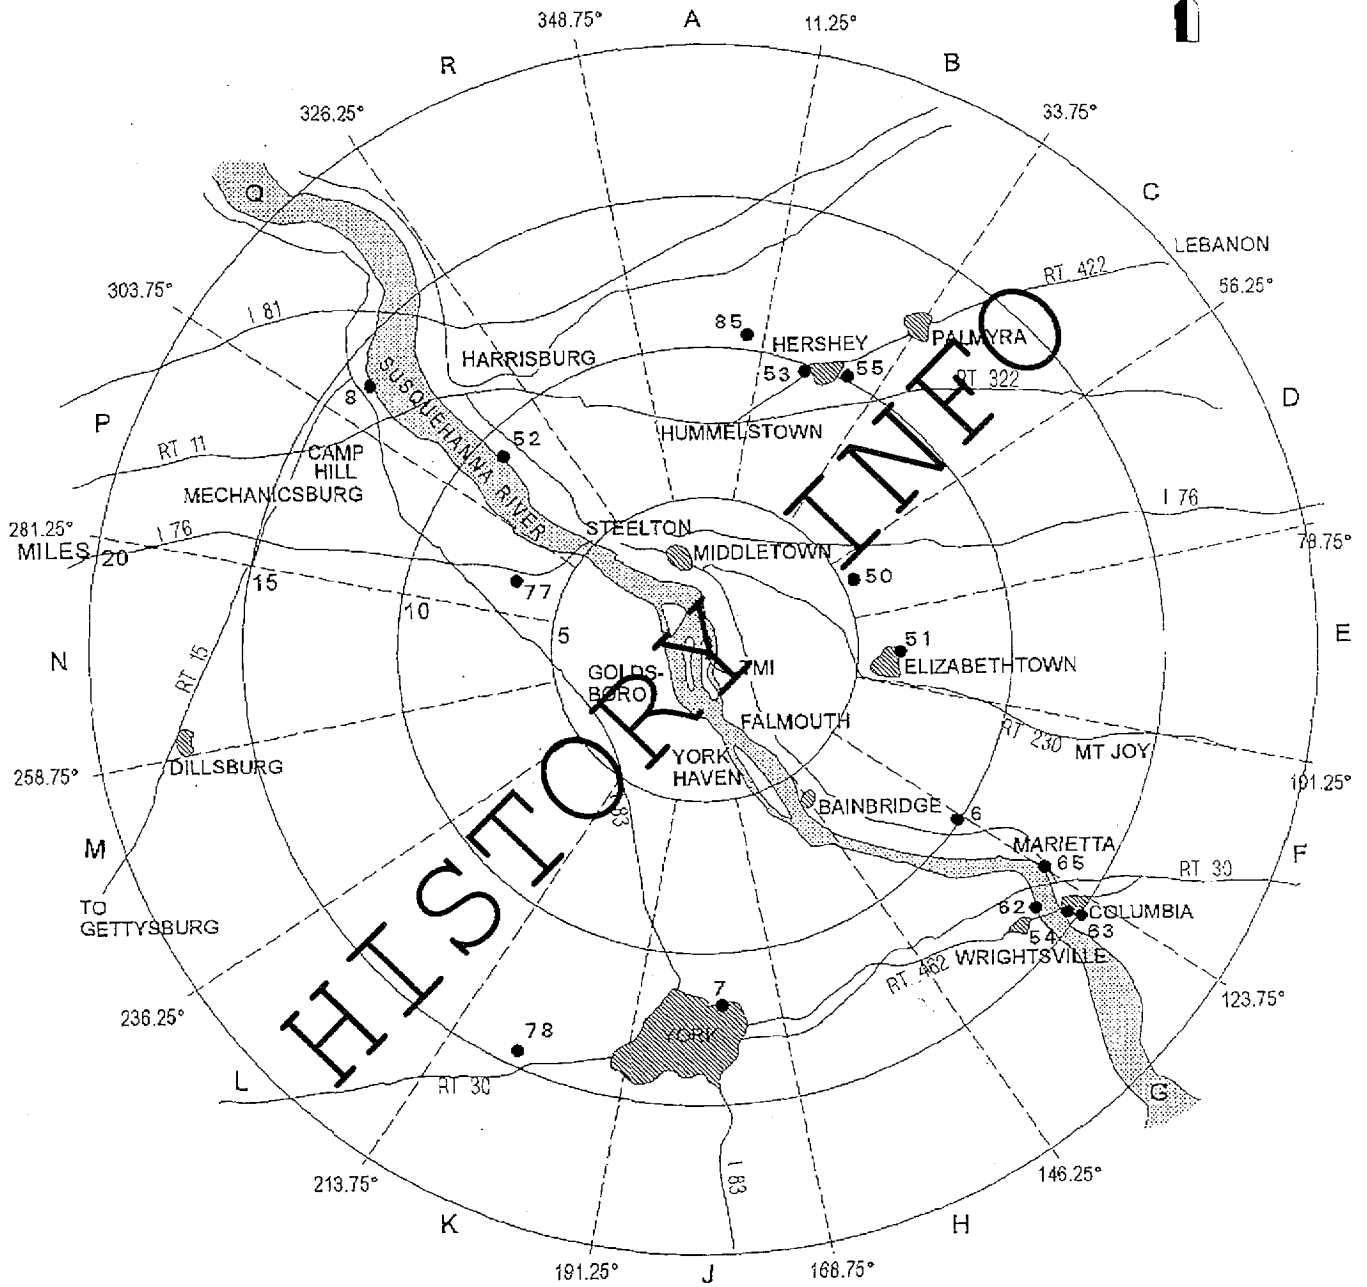 348.75°
A
11.25°
R
B
326.25°
33.75°
Q
C
LEBANON
RT 422
303.75°
56.25°
I 81
85
HERSHEY
PALMYRA
HARRISBURG
53
55
RT 322
8
SUSQUEHANNA RIVER
P
D
52
HUMMELSTOWN
RT 11
CAMP
HILL
MECHANICSBURG
I 76
281.25°
I 76
STEELTON
MIDDLETOWN
78.75°
MILES
20
15
10
5
77
50
N
E
51
ELIZABETHTOWN
GOLDS-
BORO
TMI
RT 15
FALMOUTH
RT 230
MT JOY
YORK
HAVEN
DILLSBURG
258.75°
101.25°
I 83
BAINBRIDGE
6
M
MARIETTA
65
F
RT 30
TO
GETTYSBURG
62
COLUMBIA
54
63
WRIGHTSVILLE
RT 462
236.25°
7
123.75°
YORK
78
RT 30
L
G
I 83
213.75°
146.25°
K
H
191.25°
J
168.75°
HISTORY INFO